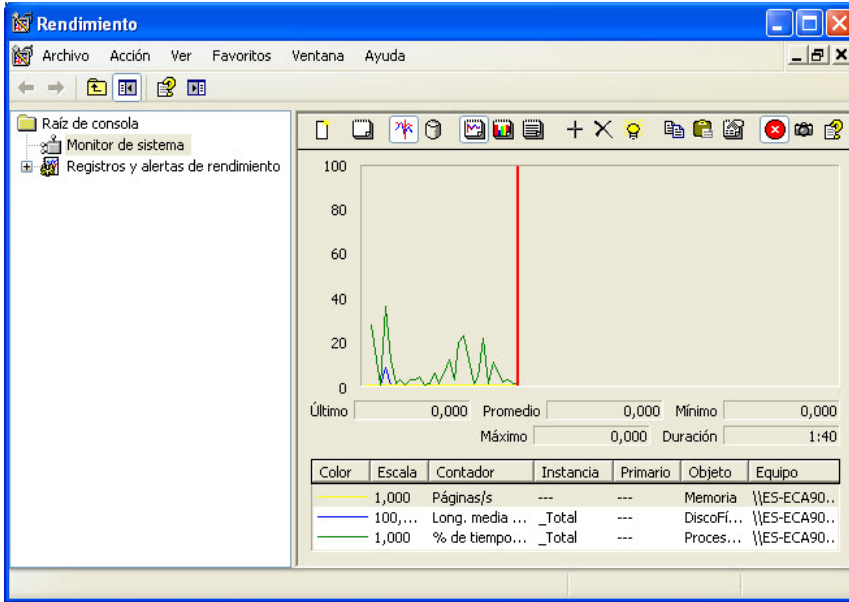 Rendimiento
Archivo Acción Ver Favoritos Ventana Ayuda
Raíz de consola
Monitor de sistema
Registros y alertas de rendimiento
100
80
60
40
20
0
Último 0,000 Promedio 0,000 Mínimo 0,000
Máximo 0,000 Duración 1:40
Color Escala Contador Instancia Primario Objeto Equipo
1,000 Páginas/s --- --- Memoria \\ES-ECA90..
100,... Long. media ... _Total --- DiscoFí... \\ES-ECA90..
1,000 % de tiempo... _Total --- Proces... \\ES-ECA90..